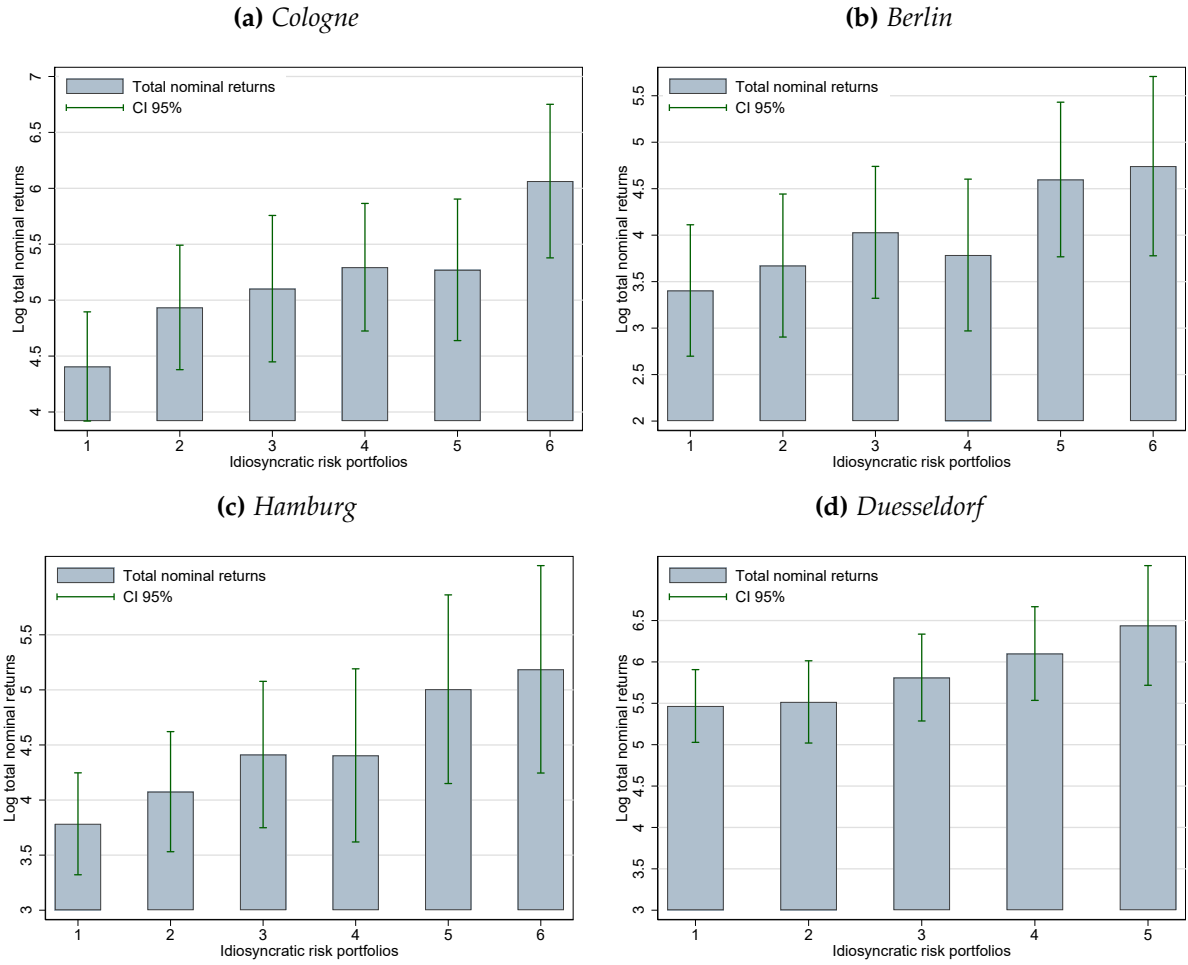 (a) Cologne
Total nominal returns
CI 95%
Log total nominal returns
7
6.5
6
5.5
5
4.5
4
1 2 3 4 5 6
Idiosyncratic risk portfolios
(b) Berlin
Total nominal returns
CI 95%
Log total nominal returns
5.5
5
4.5
4
3.5
3
2.5
2
1 2 3 4 5 6
Idiosyncratic risk portfolios
(c) Hamburg
Total nominal returns
CI 95%
Log total nominal returns
5.5
5
4.5
4
3.5
3
1 2 3 4 5 6
Idiosyncratic risk portfolios
(d) Duesseldorf
Total nominal returns
CI 95%
Log total nominal returns
6.5
6
5.5
5
4.5
4
3.5
3
1 2 3 4 5
Idiosyncratic risk portfolios